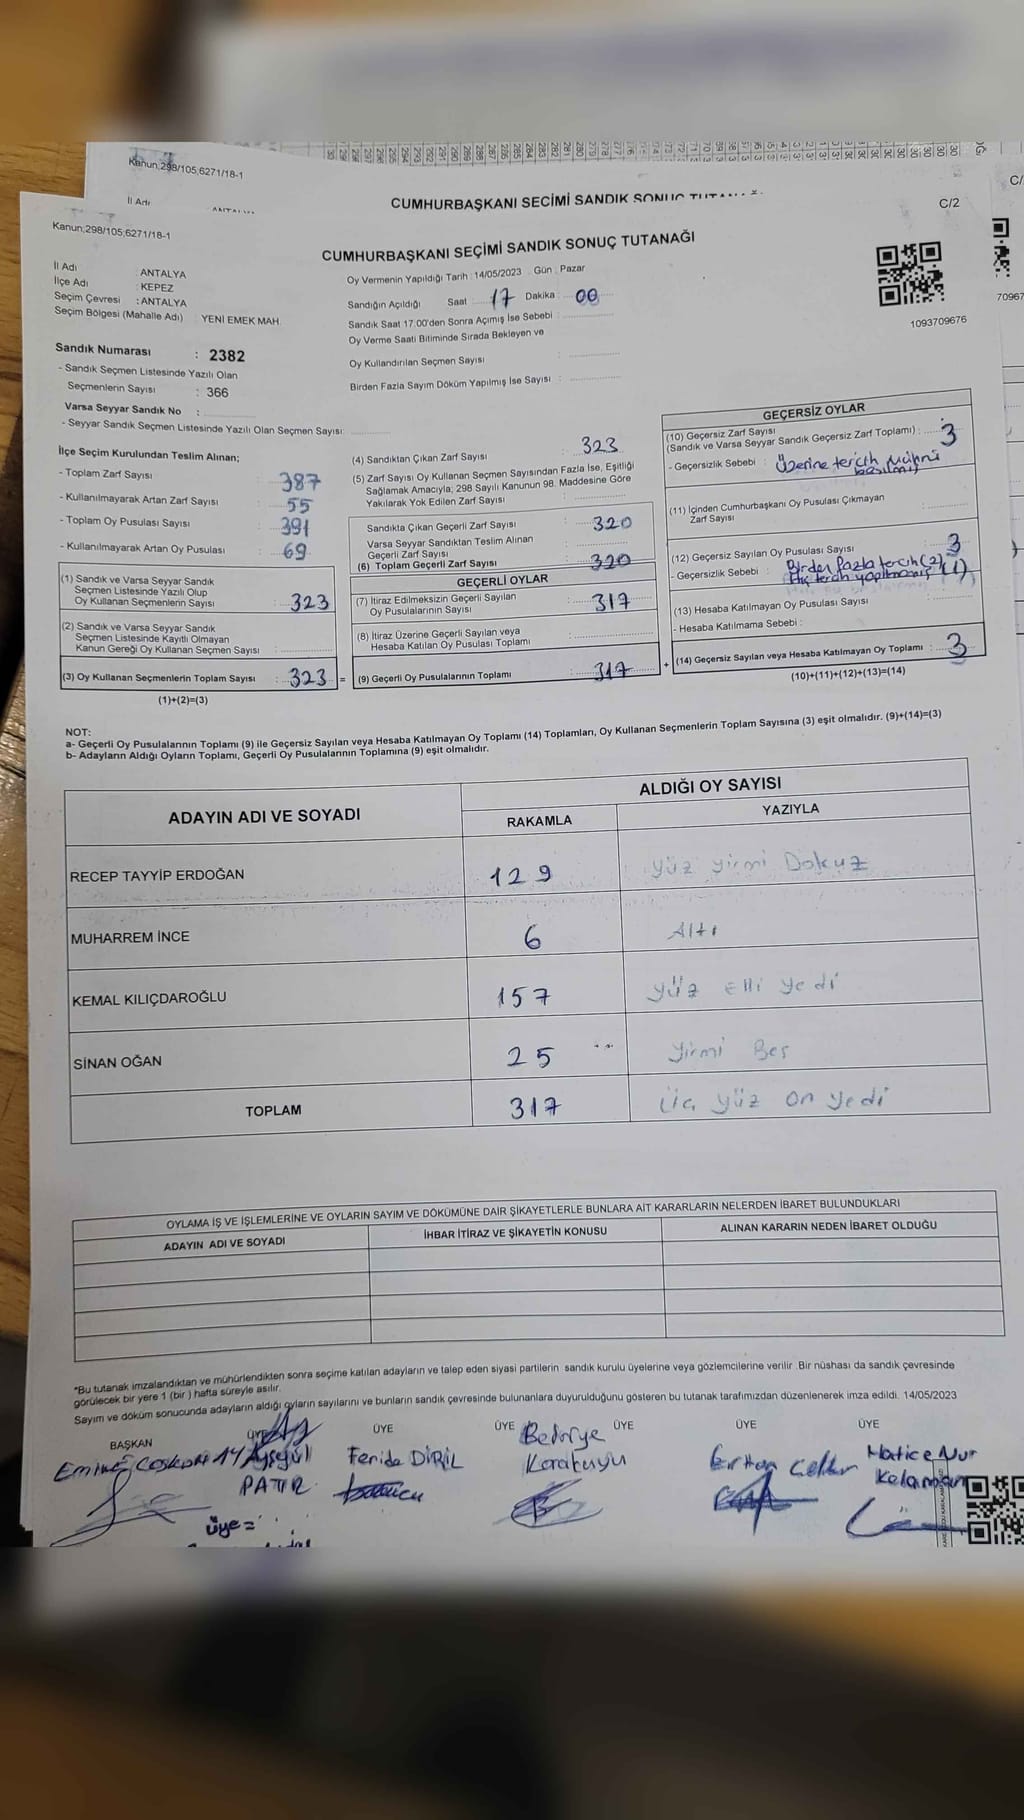 Kanun;298/105,6271/18-1
İl Adı
ANTALYA
CUMHURBAŞKANI SECİMİ SANDIK SONUÇ
Kanun;298/105;6271/18-1
C/2
CUMHURBAŞKANI SEÇİMİ SANDIK SONUÇ TUTANAĞI
İl Adı : ANTALYA
İlçe Adı : KEPEZ
Seçim Çevresi : ANTALYA
Seçim Bölgesi (Mahalle Adı) : YENİ EMEK MAH.
Oy Vermenin Yapıldığı Tarih : 14/05/2023 Gün : Pazar
Sandığın Açıldığı Saat 17 Dakika 00
Sandık Saat 17:00'den Sonra Açımış İse Sebebi :
Oy Verme Saati Bitiminde Sırada Bekleyen ve
Oy Kullandırılan Seçmen Sayısı :
Birden Fazla Sayım Döküm Yapılmış İse Sayısı :
1093709676
Sandık Numarası : 2382
- Sandık Seçmen Listesinde Yazılı Olan
Seçmenlerin Sayısı : 366
Varsa Seyyar Sandık No :
- Seyyar Sandık Seçmen Listesinde Yazılı Olan Seçmen Sayısı:
İlçe Seçim Kurulundan Teslim Alınan;
- Toplam Zarf Sayısı : 387
- Kullanılmayarak Artan Zarf Sayısı : 55
- Toplam Oy Pusulası Sayısı : 391
- Kullanılmayarak Artan Oy Pusulası : 69
(1) Sandık ve Varsa Seyyar Sandık
Seçmen Listesinde Yazılı Olup
Oy Kullanan Seçmenlerin Sayısı : 323
(2) Sandık ve Varsa Seyyar Sandık
Seçmen Listesinde Kayıtlı Olmayan
Kanun Gereği Oy Kullanan Seçmen Sayısı :
(3) Oy Kullanan Seçmenlerin Toplam Sayısı : 323 =
(1)+(2)=(3)
(4) Sandıktan Çıkan Zarf Sayısı 323
(5) Zarf Sayısı Oy Kullanan Seçmen Sayısından Fazla İse, Eşitliği
Sağlamak Amacıyla; 298 Sayılı Kanunun 98. Maddesine Göre
Yakılarak Yok Edilen Zarf Sayısı :
Sandıkta Çıkan Geçerli Zarf Sayısı : 320
Varsa Seyyar Sandıktan Teslim Alınan
Geçerli Zarf Sayısı :
(6) Toplam Geçerli Zarf Sayısı : 320
GEÇERLİ OYLAR
(7) İtiraz Edilmeksizin Geçerli Sayılan
Oy Pusulalarının Sayısı : 317
(8) İtiraz Üzerine Geçerli Sayılan veya
Hesaba Katılan Oy Pusulası Toplamı :
(9) Geçerli Oy Pusulalarının Toplamı : 317 +
GEÇERSİZ OYLAR
(10) Geçersiz Zarf Sayısı
(Sandık ve Varsa Seyyar Sandık Geçersiz Zarf Toplamı) : 3
- Geçersizlik Sebebi : Üzerine tercih mührü
basılmış
(11) İçinden Cumhurbaşkanı Oy Pusulası Çıkmayan
Zarf Sayısı :
(12) Geçersiz Sayılan Oy Pusulası Sayısı : 3
- Geçersizlik Sebebi : Birden fazla tercih (2)
Hiç tercih yapılmamış (1)
(13) Hesaba Katılmayan Oy Pusulası Sayısı :
- Hesaba Katılmama Sebebi :
(14) Geçersiz Sayılan veya Hesaba Katılmayan Oy Toplamı : 3
(10)+(11)+(12)+(13)=(14)
NOT:
a- Geçerli Oy Pusulalarının Toplamı (9) ile Geçersiz Sayılan veya Hesaba Katılmayan Oy Toplamı (14) Toplamları, Oy Kullanan Seçmenlerin Toplam Sayısına (3) eşit olmalıdır. (9)+(14)=(3)
b- Adayların Aldığı Oyların Toplamı, Geçerli Oy Pusulalarının Toplamına (9) eşit olmalıdır.
ADAYIN ADI VE SOYADI
ALDIĞI OY SAYISI
RAKAMLA YAZIYLA
RECEP TAYYİP ERDOĞAN 129 Yüz yirmi Dokuz
MUHARREM İNCE 6 Altı
KEMAL KILIÇDAROĞLU 157 Yüz Elli Yedi
SİNAN OĞAN 25 Yirmi Beş
TOPLAM 317 Üç yüz on yedi
OYLAMA İŞ VE İŞLEMLERİNE VE OYLARIN SAYIM VE DÖKÜMÜNE DAİR ŞİKAYETLERLE BUNLARA AİT KARARLARIN NELERDEN İBARET BULUNDUKLARI
ADAYIN ADI VE SOYADI İHBAR İTİRAZ VE ŞİKAYETİN KONUSU ALINAN KARARIN NEDEN İBARET OLDUĞU
*Bu tutanak imzalandıktan ve mühürlendikten sonra seçime katılan adayların ve talep eden siyasi partilerin sandık kurulu üyelerine veya gözlemcilerine verilir .Bir nüshası da sandık çevresinde
görülecek bir yere 1 (bir ) hafta süreyle asılır.
Sayım ve döküm sonucunda adayların aldığı oyların sayılarını ve bunların sandık çevresinde bulunanlara duyurulduğunu gösteren bu tutanak tarafımızdan düzenlenerek imza edildi. 14/05/2023
BAŞKAN ÜYE ÜYE ÜYE ÜYE ÜYE ÜYE
Emine Ayşegül PATIR Feride DİRİL Bedriye Karakuyu Hatice Nur
üye =